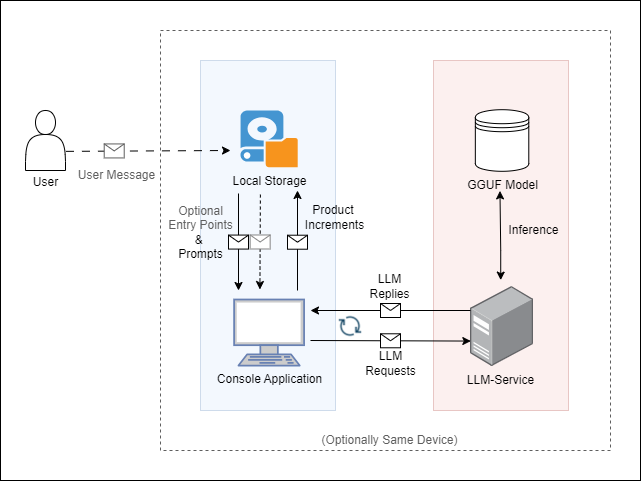 User
User Message
Local Storage
Optional
Entry Points
&
Prompts
Product
Increments
Console Application
LLM
Replies
LLM
Requests
GGUF Model
Inference
LLM-Service
(Optionally Same Device)